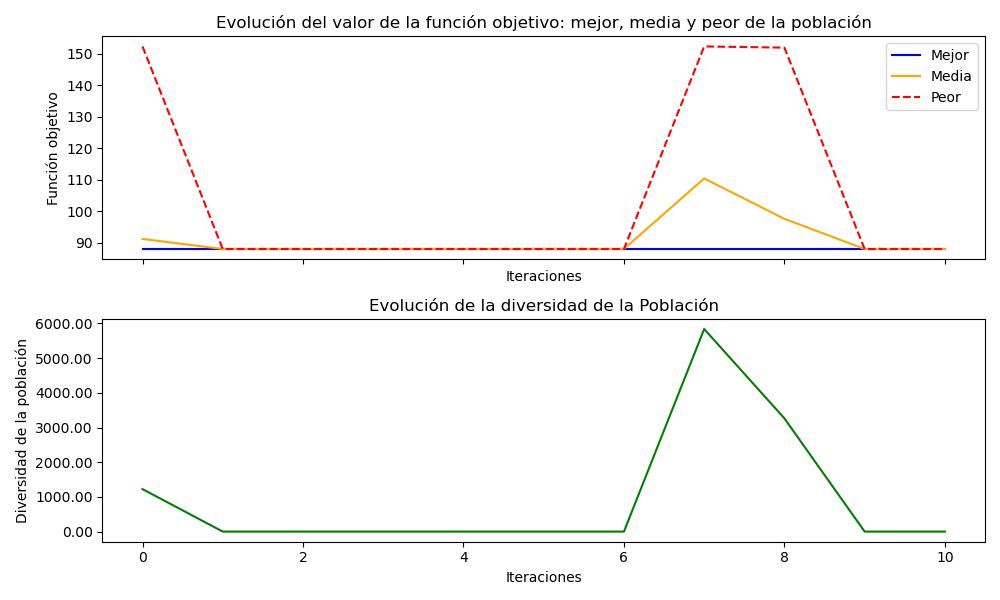 Evolución del valor de la función objetivo: mejor, media y peor de la población
150
140
130
120
110
100
90
Función objetivo
Mejor
Media
Peor
Iteraciones
Evolución de la diversidad de la Población
6000.00
5000.00
4000.00
3000.00
2000.00
1000.00
0.00
Diversidad de la población
0 2 4 6 8 10
Iteraciones